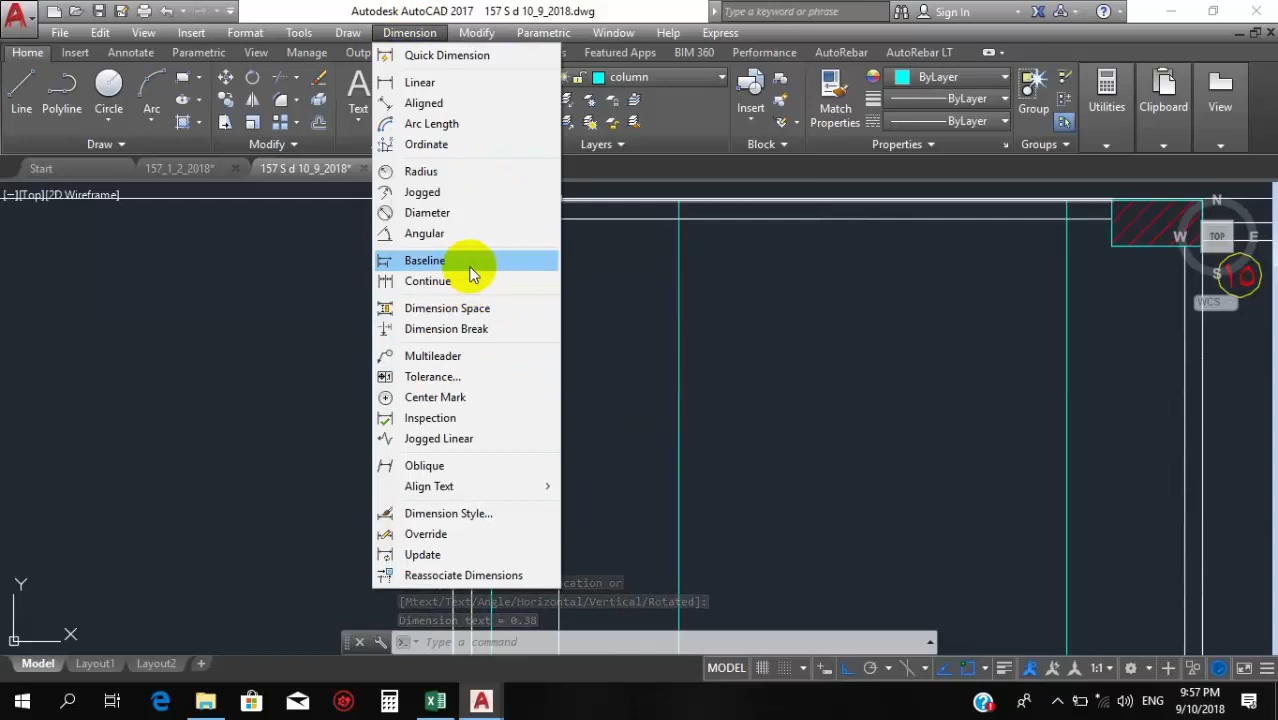 Autodesk AutoCAD 2017 157 S d 10_9_2018.dwg Type a keyword or phrase Sign In
File Edit View Insert Format Tools Draw Dimension Modify Parametric Window Help Express
Home Insert Annotate Parametric View Manage Featured Apps BIM 360 Performance AutoRebar AutoRebar LT
Line Polyline Circle Arc Text column Insert Match Properties ByLayer Group Utilities Clipboard View
ByLayer
ByLayer
Draw Modify Layers Block Properties Groups
Start 157_1_2_2018* 157 S d 10_9_2018*
[−][Top][2D Wireframe]
Quick Dimension
Linear
Aligned
Arc Length
Ordinate
Radius
Jogged
Diameter
Angular
Baseline
Continue
Dimension Space
Dimension Break
Multileader
Tolerance...
Center Mark
Inspection
Jogged Linear
Oblique
Align Text
Dimension Style...
Override
Update
Reassociate Dimensions
N
W TOP E
S
١٥
WCS
ocation or
[Mtext/Text/Angle/Horizontal/Vertical/Rotated]:
Dimension text = 0.38
Type a command
Y
X
Model Layout1 Layout2 + MODEL 1:1
ENG 9:57 PM
9/10/2018